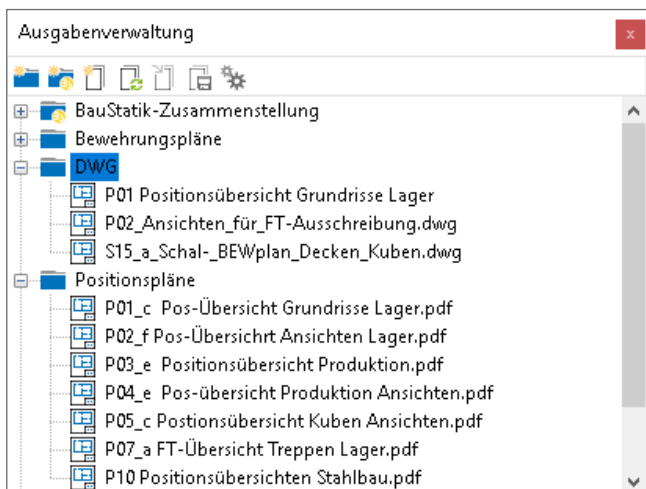 Ausgabenverwaltung
x
BauStatik-Zusammenstellung
Bewehrungspläne
DWG
P01 Positionsübersicht Grundrisse Lager
P02_Ansichten_für_FT-Ausschreibung.dwg
S15_a_Schal-_BEWplan_Decken_Kuben.dwg
Positionspläne
P01_c  Pos-Übersicht Grundrisse Lager.pdf
P02_f Pos-Übersichrt Ansichten Lager.pdf
P03_e  Positionsübersicht Produktion.pdf
P04_e  Pos-übersicht Produktion Ansichten.pdf
P05_c Postionsübersicht Kuben Ansichten.pdf
P07_a FT-Übersicht Treppen Lager.pdf
P10 Positionsübersichten Stahlbau.pdf